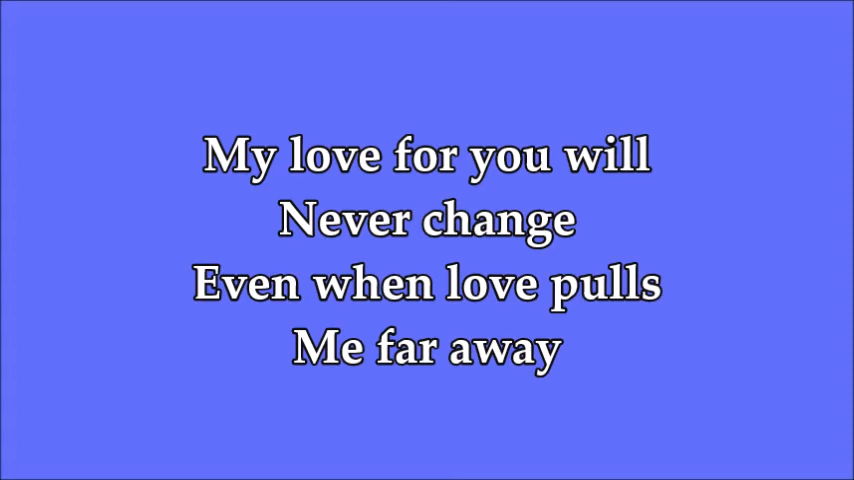 My love for you will
Never change
Even when love pulls
Me far away